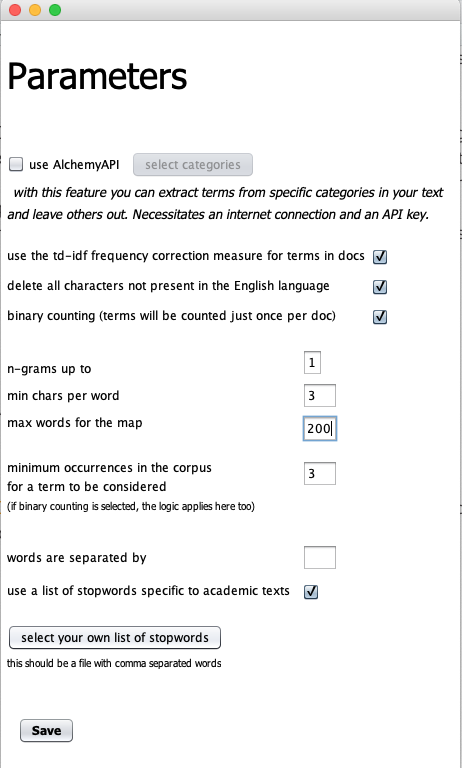 Parameters
use AlchemyAPI select categories
with this feature you can extract terms from specific categories in your text
and leave others out. Necessitates an internet connection and an API key.
use the td-idf frequency correction measure for terms in docs
delete all characters not present in the English language
binary counting (terms will be counted just once per doc)
n-grams up to 1
min chars per word 3
max words for the map 200
minimum occurrences in the corpus 3
for a term to be considered
(if binary counting is selected, the logic applies here too)
words are separated by
use a list of stopwords specific to academic texts
select your own list of stopwords
this should be a file with comma separated words
Save